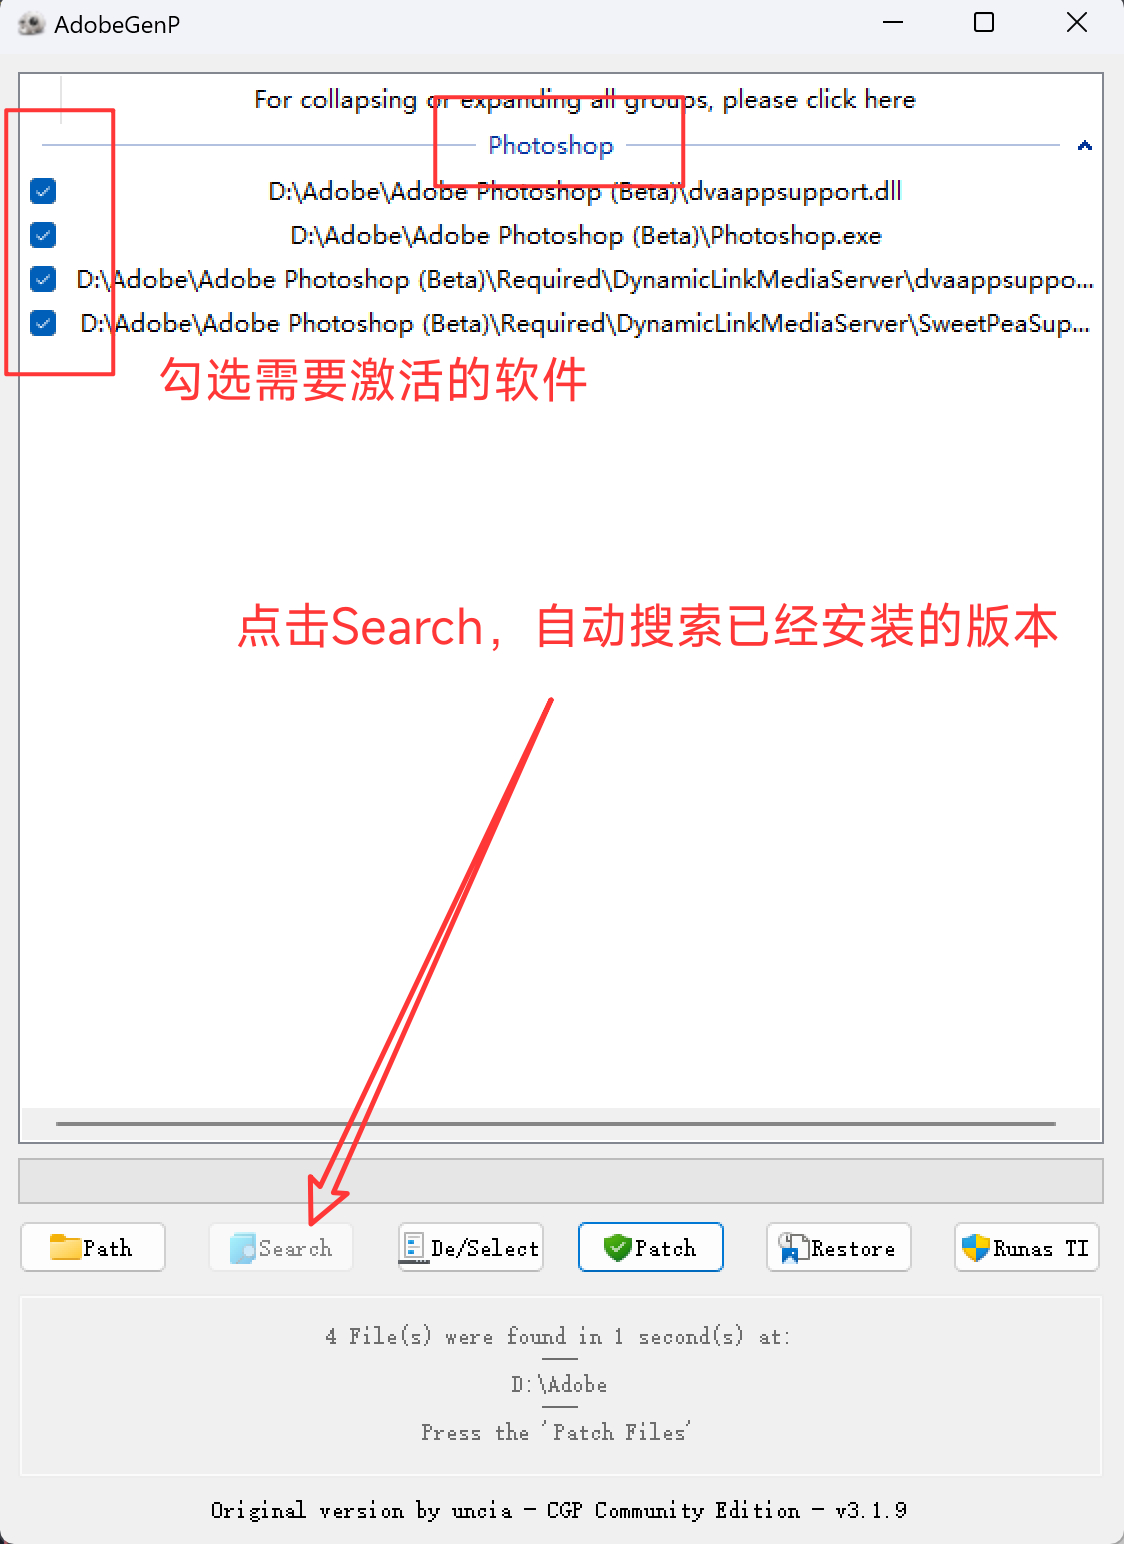 AdobeGenP
For collapsing or expanding all groups, please click here
Photoshop
D:\Adobe\Adobe Photoshop (Beta)\dvaappsupport.dll
D:\Adobe\Adobe Photoshop (Beta)\Photoshop.exe
D:\Adobe\Adobe Photoshop (Beta)\Required\DynamicLinkMediaServer\dvaappsuppo...
D:\Adobe\Adobe Photoshop (Beta)\Required\DynamicLinkMediaServer\SweetPeaSup...
勾选需要激活的软件
点击Search，自动搜索已经安装的版本
Path Search De/Select Patch Restore Runas TI
4 File(s) were found in 1 second(s) at:
D:\Adobe
Press the 'Patch Files'
Original version by uncia - CGP Community Edition - v3.1.9